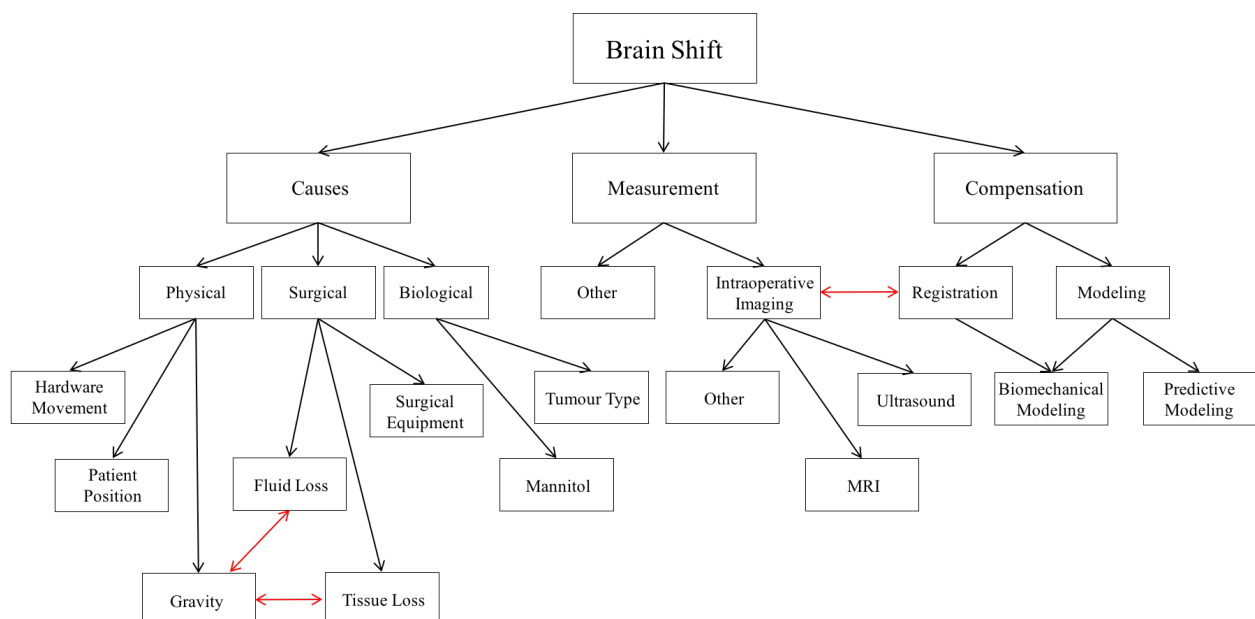 Brain Shift
Causes
Measurement
Compensation
Physical
Surgical
Biological
Other
Intraoperative
Imaging
Registration
Modeling
Hardware
Movement
Surgical
Equipment
Tumour Type
Other
Ultrasound
Biomechanical
Modeling
Predictive
Modeling
Patient
Position
Fluid Loss
Mannitol
MRI
Gravity
Tissue Loss